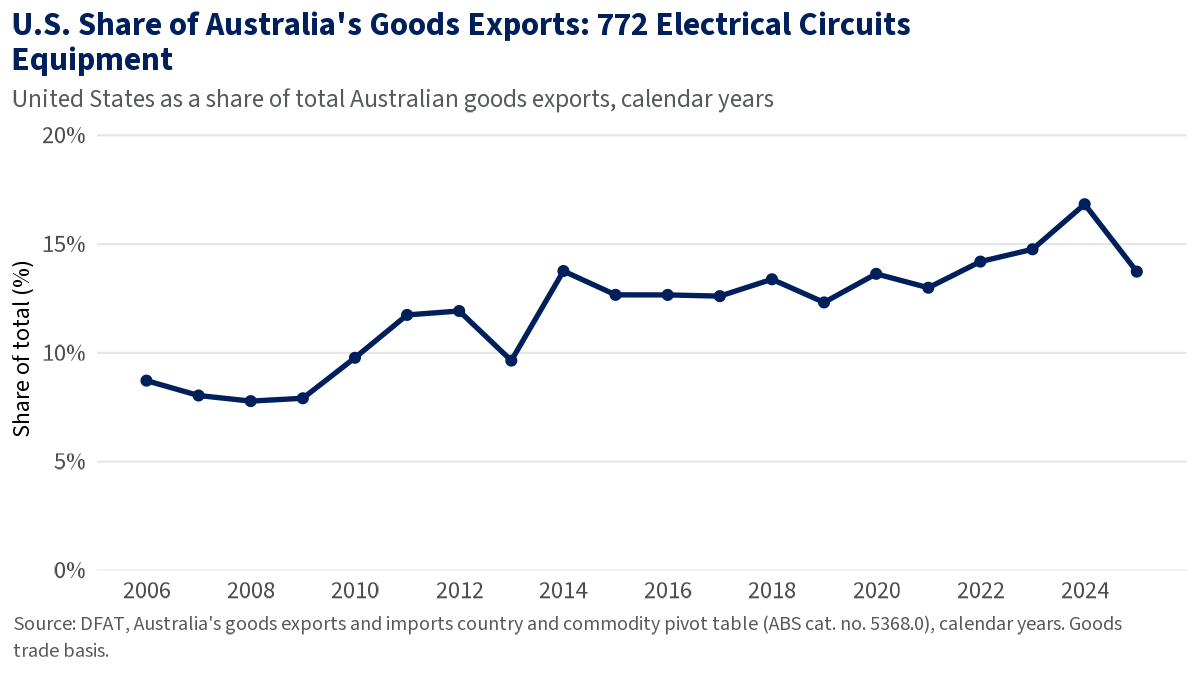 U.S. Share of Australia's Goods Exports: 772 Electrical Circuits
Equipment
United States as a share of total Australian goods exports, calendar years
20%
15%
10%
5%
0%
Share of total (%)
2006 2008 2010 2012 2014 2016 2018 2020 2022 2024
Source: DFAT, Australia's goods exports and imports country and commodity pivot table (ABS cat. no. 5368.0), calendar years. Goods
trade basis.